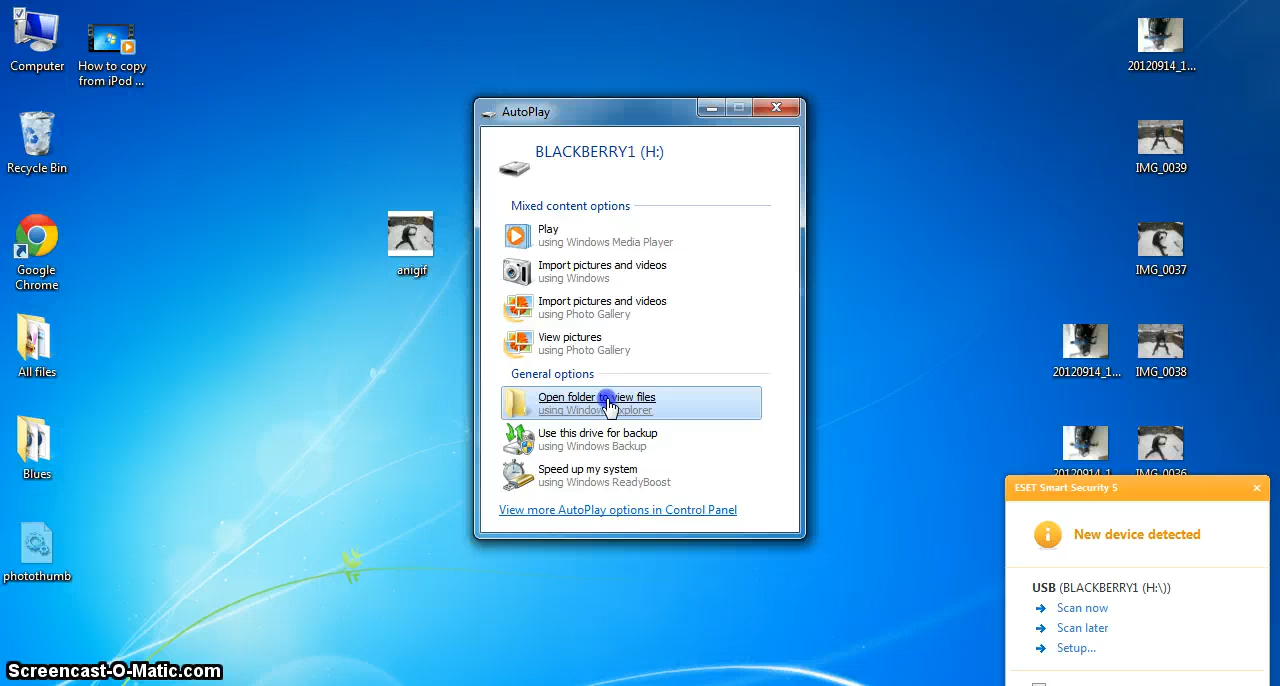 Computer
How to copy
from iPod ...
Recycle Bin
Google
Chrome
All files
Blues
photothumb
anigif
AutoPlay
BLACKBERRY1 (H:)
Mixed content options
Play
using Windows Media Player
Import pictures and videos
using Windows
Import pictures and videos
using Photo Gallery
View pictures
using Photo Gallery
General options
Open folder to view files
using Windows Explorer
Use this drive for backup
using Windows Backup
Speed up my system
using Windows ReadyBoost
View more AutoPlay options in Control Panel
20120914_1...
IMG_0039
IMG_0037
20120914_1...
IMG_0038
20120914_1...
IMG_0036
ESET Smart Security 5
New device detected
USB (BLACKBERRY1 (H:\))
Scan now
Scan later
Setup...
Screencast-O-Matic.com